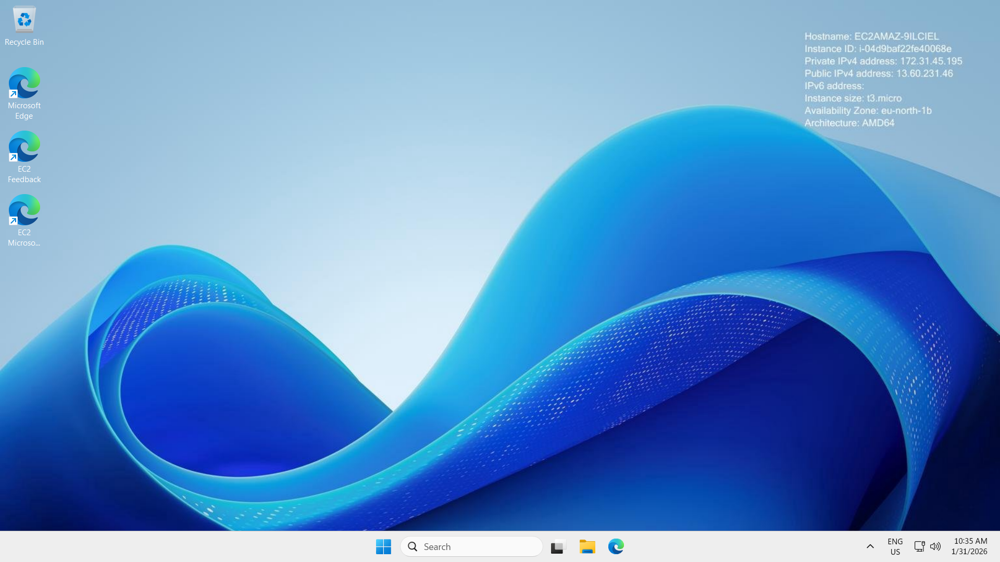 Recycle Bin
Microsoft
Edge
EC2
Feedback
EC2
Microso...
Hostname: EC2AMAZ-9ILCIEL
Instance ID: i-04d9baf22fe40068e
Private IPv4 address: 172.31.45.195
Public IPv4 address: 13.60.231.46
IPv6 address:
Instance size: t3.micro
Availability Zone: eu-north-1b
Architecture: AMD64
Search
ENG
US
10:35 AM
1/31/2026